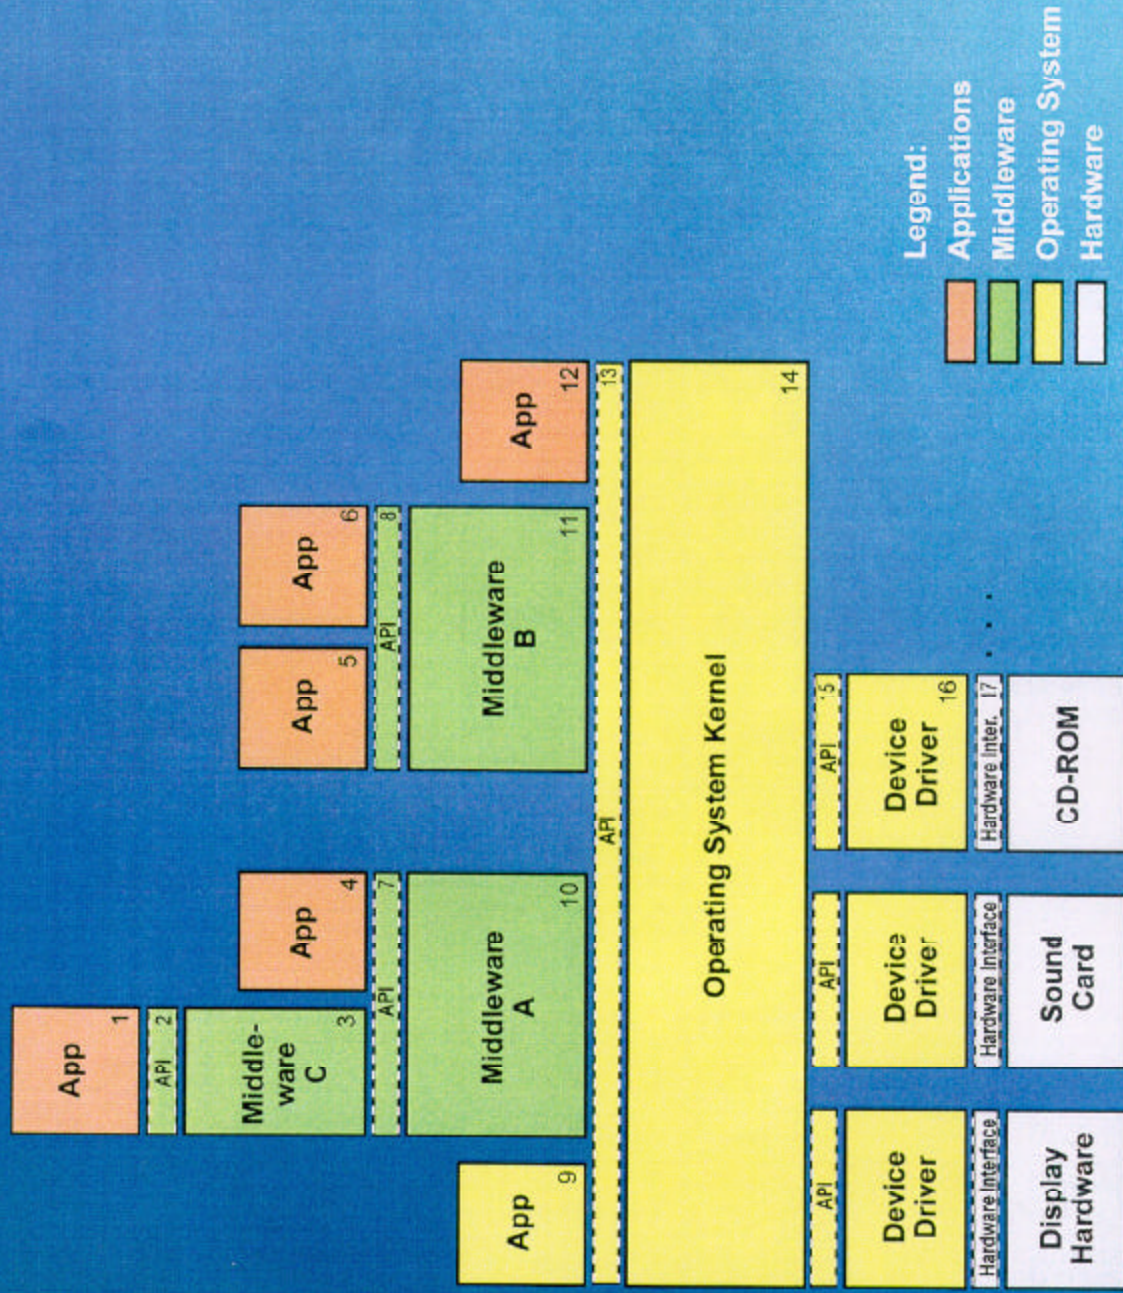 App
1
API 2
Middle-
ware
C
3
App
4
App
5
App
6
API 7
API 8
App
9
Middleware
A
10
Middleware
B
11
App
12
API 13
Operating System Kernel
14
API
API
API 15
Device
Driver
Device
Driver
Device
Driver
16
Hardware Interface
Hardware Interface
Hardware Inter. 17
Display
Hardware
Sound
Card
CD-ROM
. . .
Legend:
Applications
Middleware
Operating System
Hardware